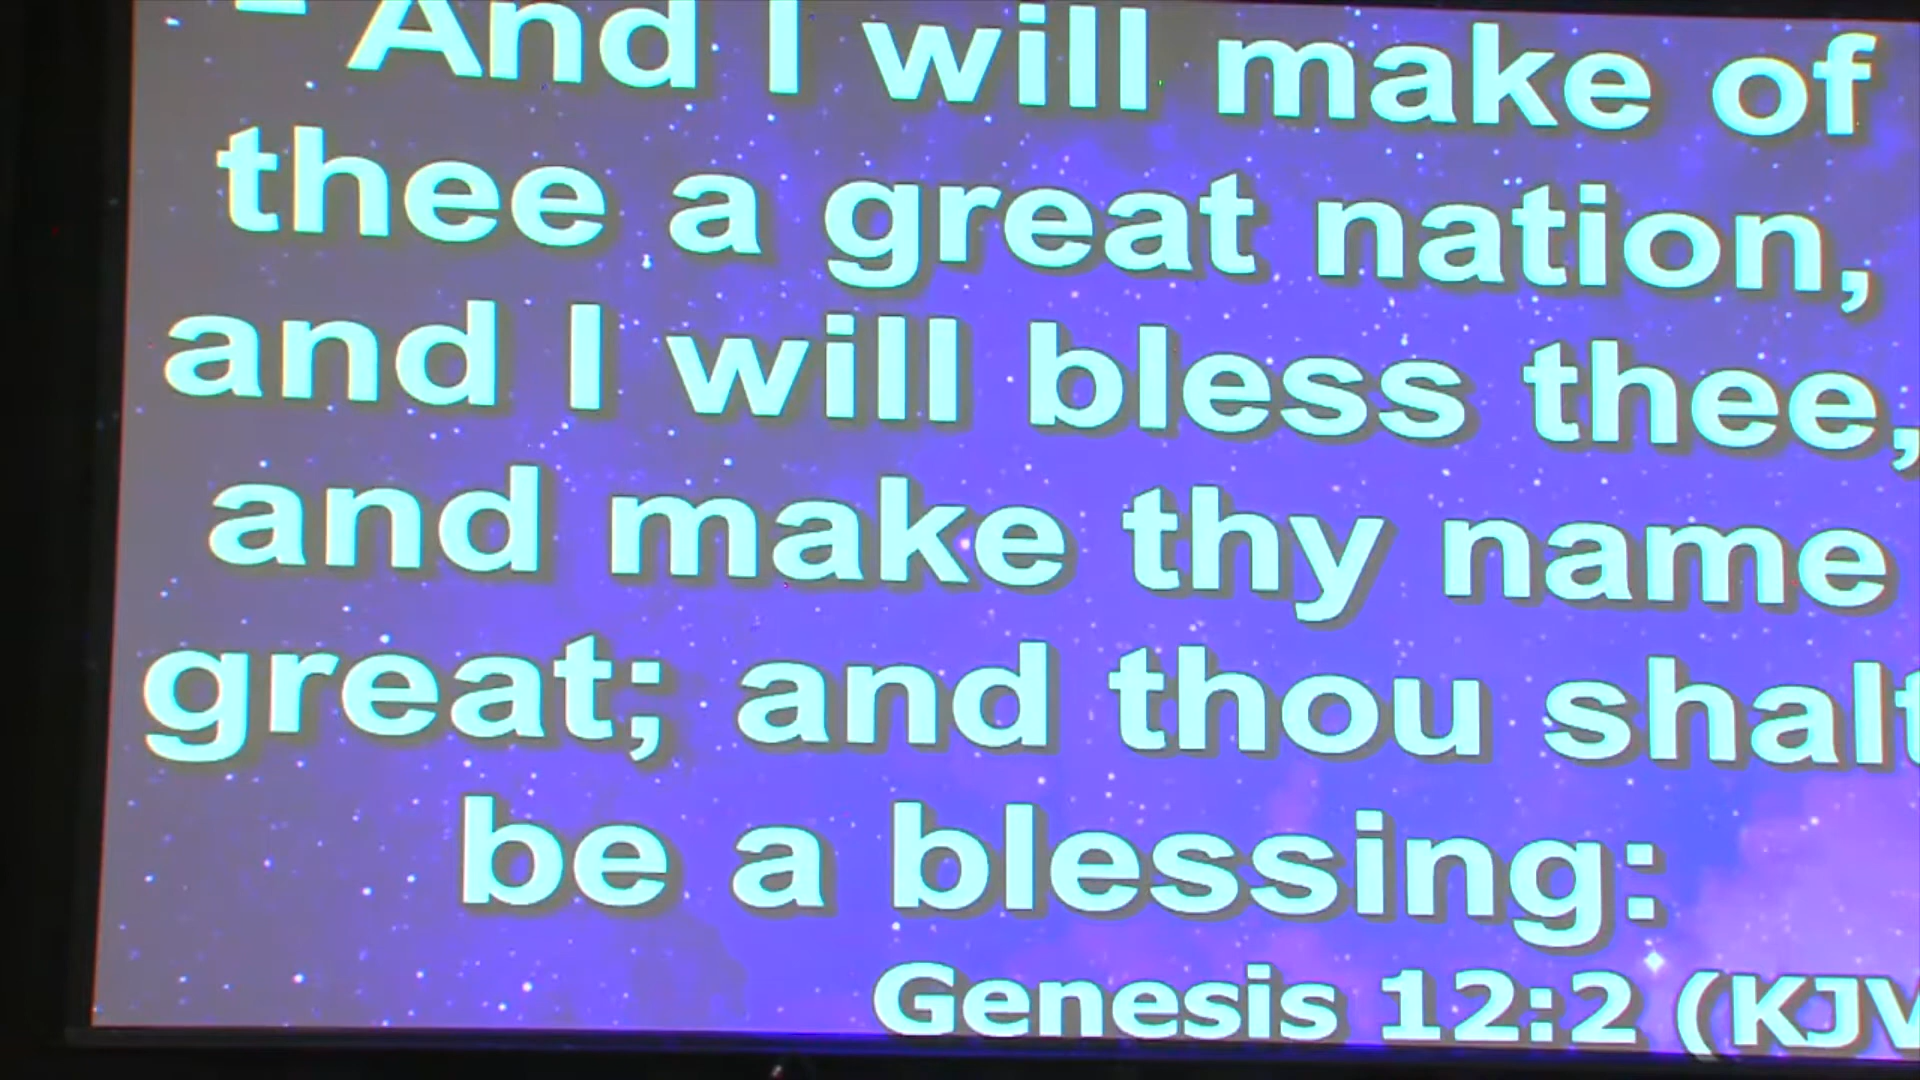 And I will make of
thee a great nation,
and I will bless thee,
and make thy name
great; and thou shalt
be a blessing:
Genesis 12:2 (KJV